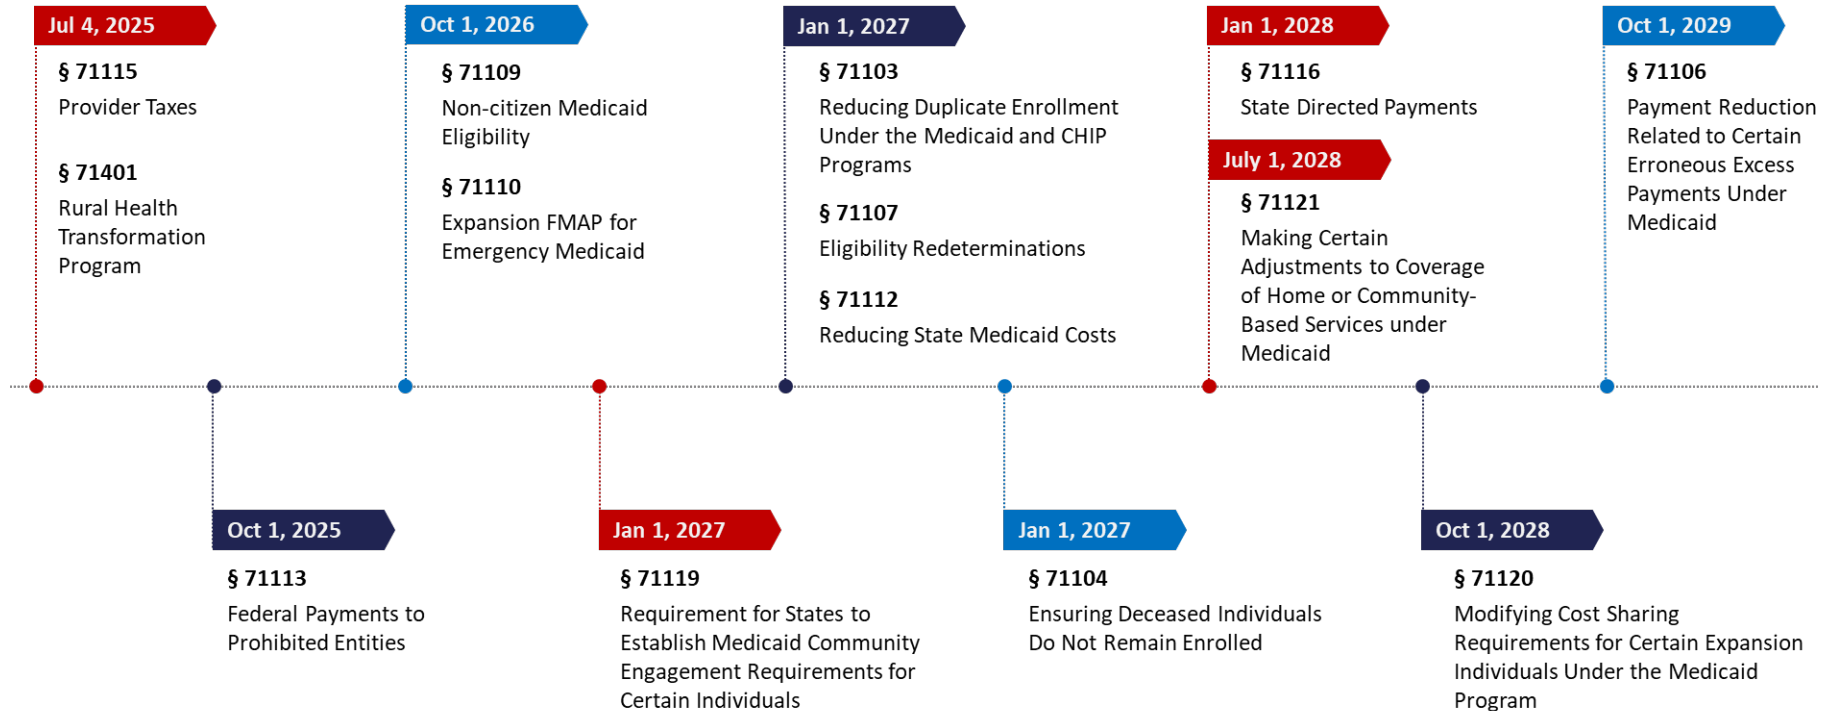 Jul 4, 2025
§ 71115
Provider Taxes
§ 71401
Rural Health
Transformation
Program
Oct 1, 2026
§ 71109
Non-citizen Medicaid
Eligibility
§ 71110
Expansion FMAP for
Emergency Medicaid
Jan 1, 2027
§ 71103
Reducing Duplicate Enrollment
Under the Medicaid and CHIP
Programs
§ 71107
Eligibility Redeterminations
§ 71112
Reducing State Medicaid Costs
Jan 1, 2028
§ 71116
State Directed Payments
July 1, 2028
§ 71121
Making Certain
Adjustments to Coverage
of Home or Community-
Based Services under
Medicaid
Oct 1, 2029
§ 71106
Payment Reduction
Related to Certain
Erroneous Excess
Payments Under
Medicaid
Oct 1, 2025
§ 71113
Federal Payments to
Prohibited Entities
Jan 1, 2027
§ 71119
Requirement for States to
Establish Medicaid Community
Engagement Requirements for
Certain Individuals
Jan 1, 2027
§ 71104
Ensuring Deceased Individuals
Do Not Remain Enrolled
Oct 1, 2028
§ 71120
Modifying Cost Sharing
Requirements for Certain Expansion
Individuals Under the Medicaid
Program